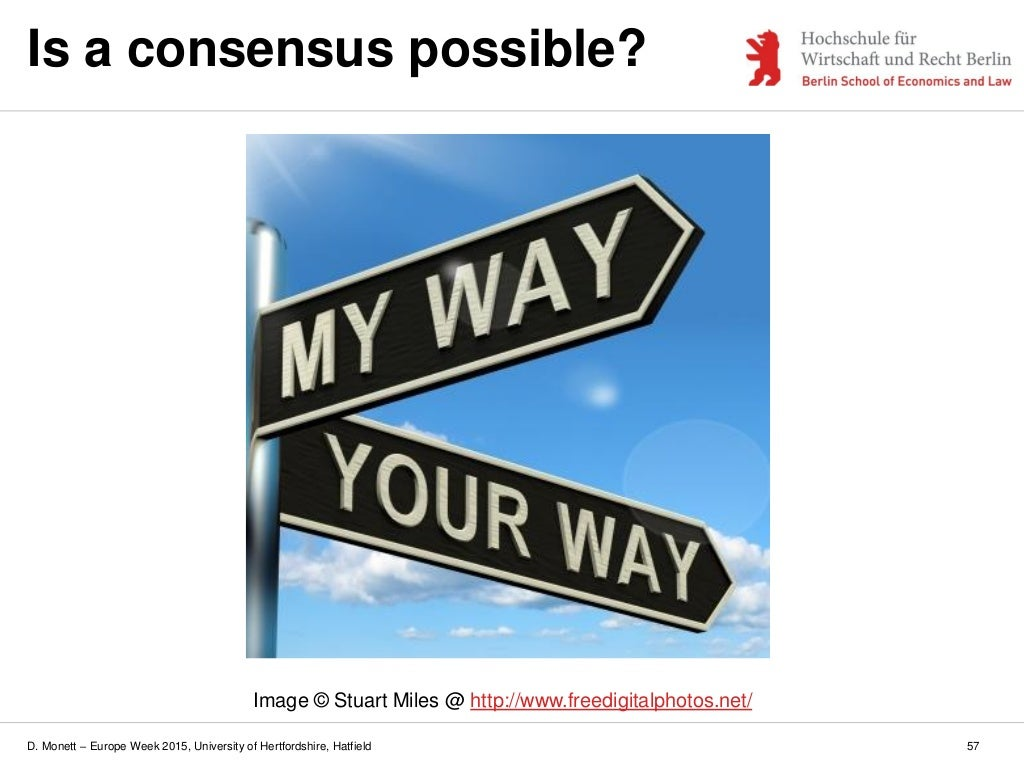 Is a consensus possible?
Hochschule für
Wirtschaft und Recht Berlin
Berlin School of Economics and Law
MY WAY
YOUR WAY
Image © Stuart Miles @ http://www.freedigitalphotos.net/
D. Monett – Europe Week 2015, University of Hertfordshire, Hatfield
57